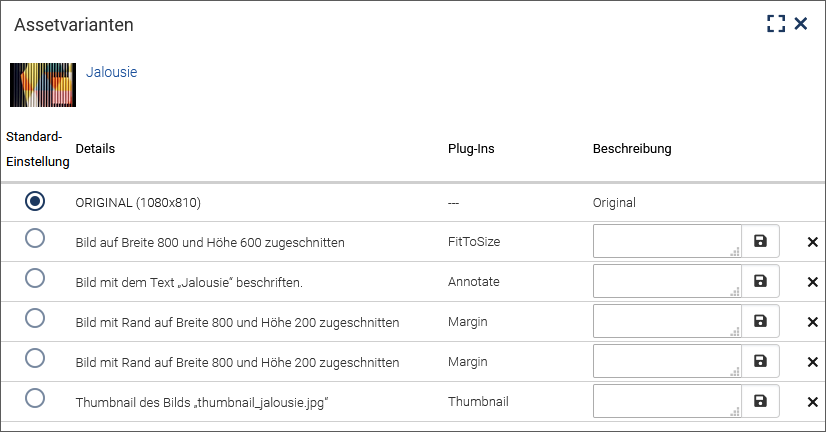 Assetvarianten
Jalousie
Standard-
Einstellung
Details
Plug-Ins
Beschreibung
ORIGINAL (1080x810)
---
Original
Bild auf Breite 800 und Höhe 600 zugeschnitten
FitToSize
Bild mit dem Text „Jalousie“ beschriften.
Annotate
Bild mit Rand auf Breite 800 und Höhe 200 zugeschnitten
Margin
Bild mit Rand auf Breite 800 und Höhe 200 zugeschnitten
Margin
Thumbnail des Bilds „thumbnail_jalousie.jpg“
Thumbnail